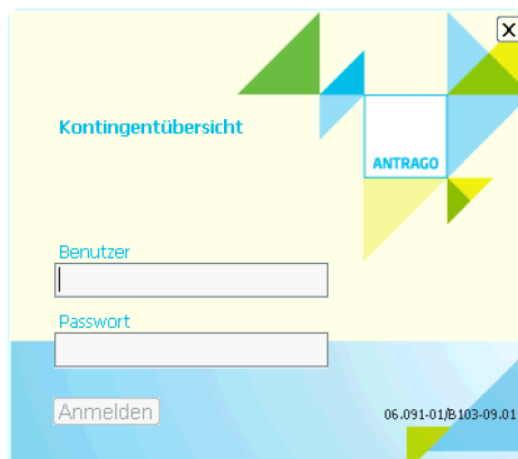 X
Kontingentübersicht
ANTRAGO
Benutzer
Passwort
Anmelden
06.091-01/B103-09.01